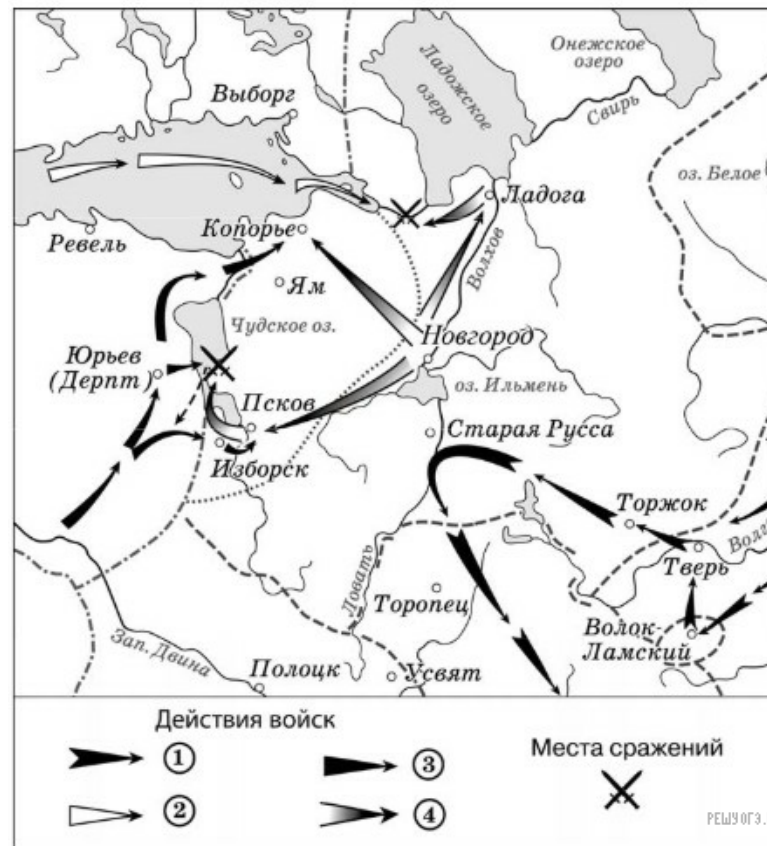 Онежское
озеро
Ладожское
озеро
Выборг
Свирь
оз. Белое
Ладога
Ревель
Копорье
Волхов
Ям
Чудское оз.
Новгород
Юрьев
(Дерпт)
оз. Ильмень
Псков
Старая Русса
Изборск
Торжок
Волга
Тверь
Ловать
Торопец
Волок-
Ламский
Зап. Двина
Полоцк
Усвят
Действия войск
1
3
Места сражений
2
4
РЕШУОГЭ.